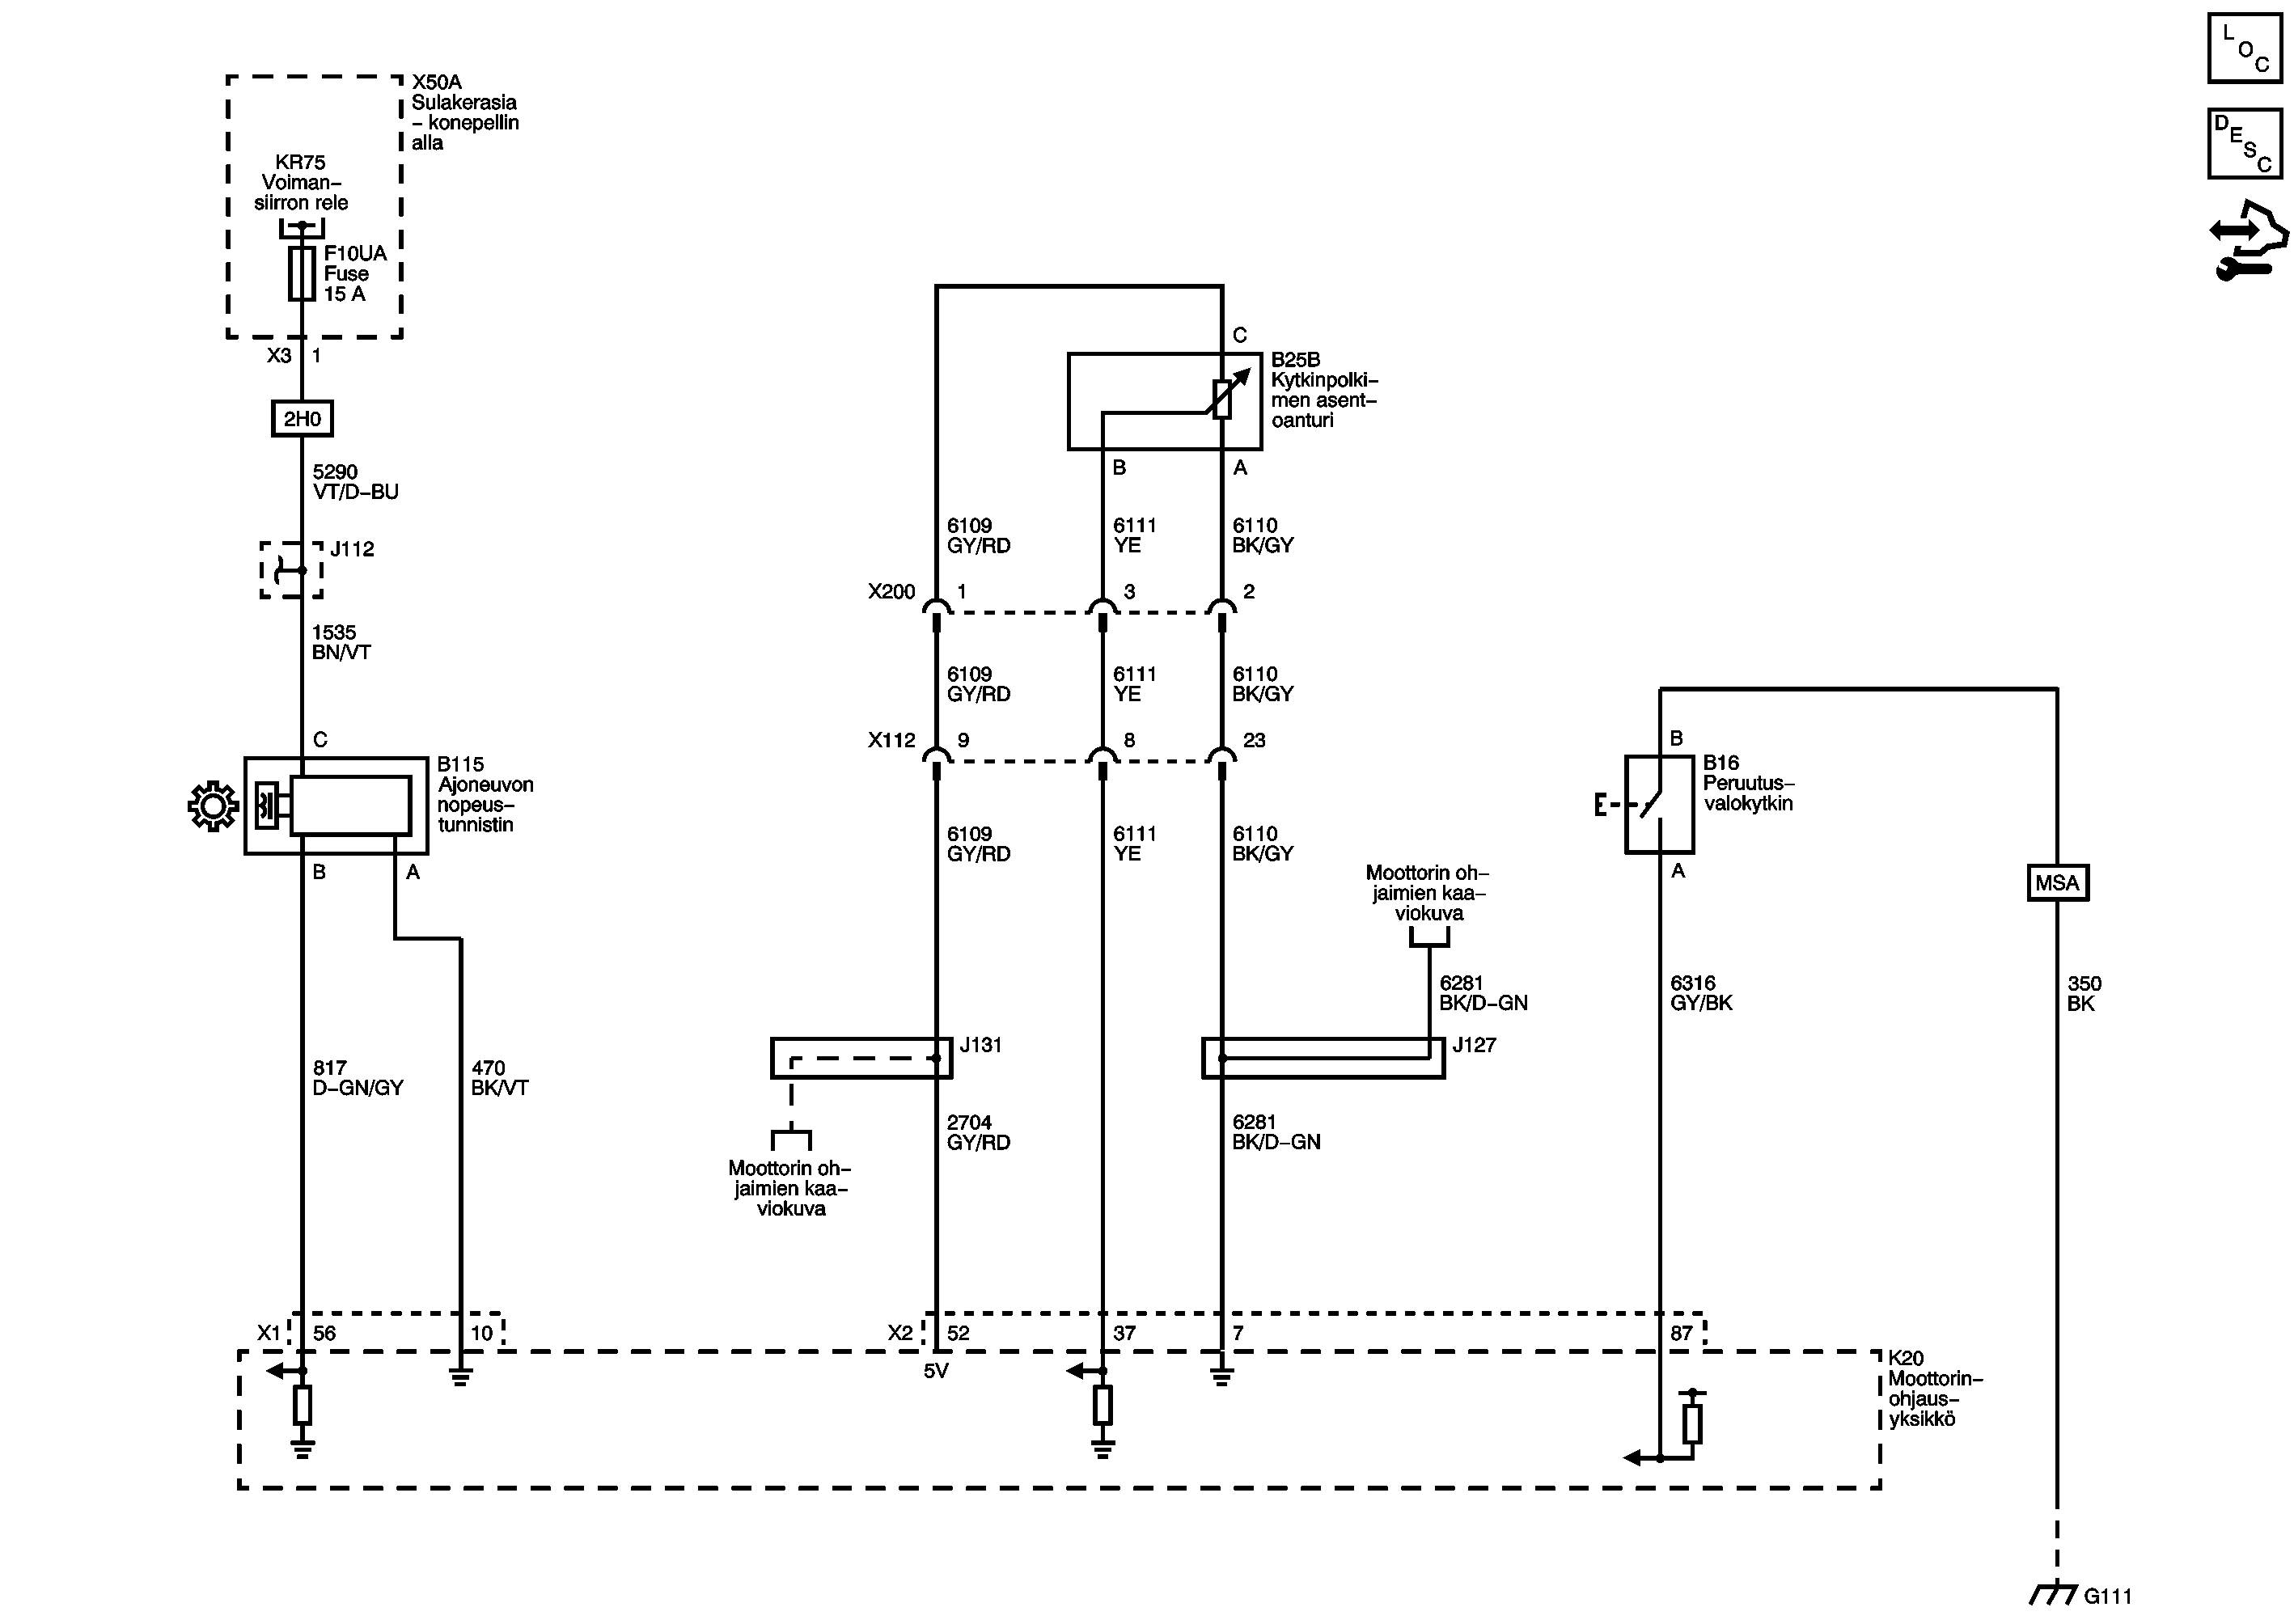 L
O
C
D
E
S
C
X50A
Sulakerasia
– konepellin
alla
KR75
Voiman–
siirron rele
F10UA
Fuse
15 A
X3 1
2H0
5290
VT/D–BU
J112
1535
BN/VT
C
B115
Ajoneuvon
nopeus–
tunnistin
B A
817
D–GN/GY
470
BK/VT
X1 56 10
C
B25B
Kytkinpolki–
men asent–
oanturi
B A
6109
GY/RD
6111
YE
6110
BK/GY
X200 1 3 2
6109
GY/RD
6111
YE
6110
BK/GY
X112 9 8 23
6109
GY/RD
6111
YE
6110
BK/GY
Moottorin oh–
jaimien kaa–
viokuva
6281
BK/D–GN
J131
J127
2704
GY/RD
6281
BK/D–GN
Moottorin oh–
jaimien kaa–
viokuva
X2 52 37 7 87
5V
B
B16
Peruutus–
valokytkin
A
MSA
6316
GY/BK
350
BK
K20
Moottorin–
ohjaus–
yksikkö
G111